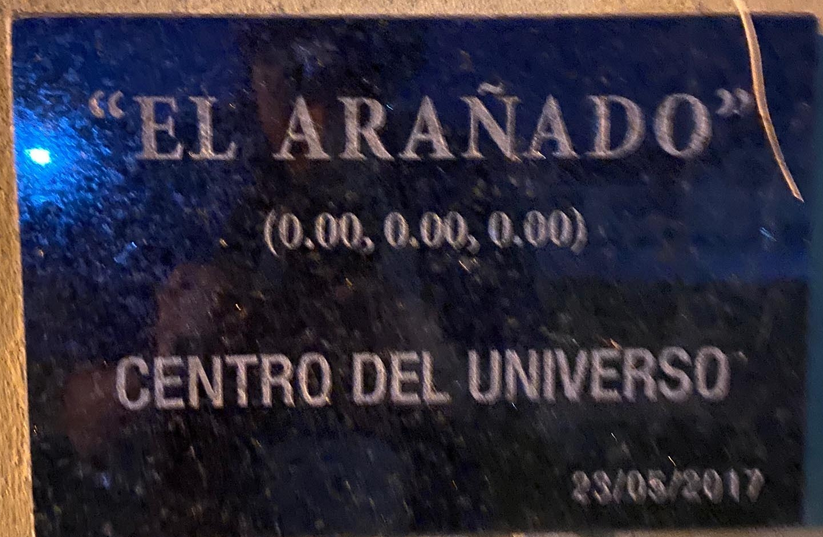 “EL ARAÑADO”
(0.00, 0.00, 0.00)
CENTRO DEL UNIVERSO
23/05/2017